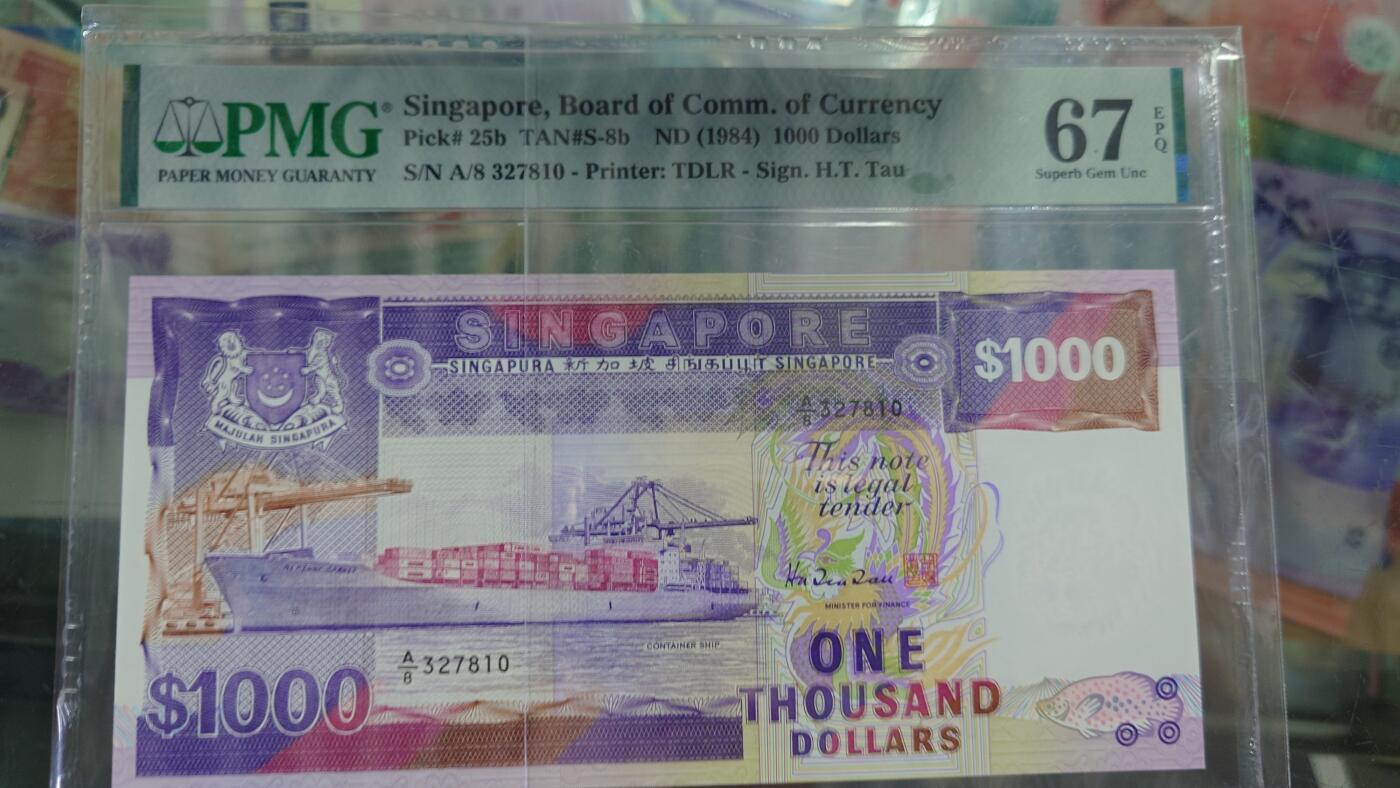 PMG®
PAPER MONEY GUARANTY
Singapore, Board of Comm. of Currency
Pick# 25b TAN#S-8b ND (1984) 1000 Dollars
S/N A/8 327810 - Printer: TDLR - Sign. H.T. Tau
67
EPQ
Superb Gem Unc
SINGAPORE
SINGAPURA 新加坡 சிங்கப்பூர் SINGAPORE
$1000
MAJULAH SINGAPURA
A/8 327810
This note
is legal
tender
MINISTER FOR FINANCE
CONTAINER SHIP
A/8 327810
$1000
ONE
THOUSAND
DOLLARS